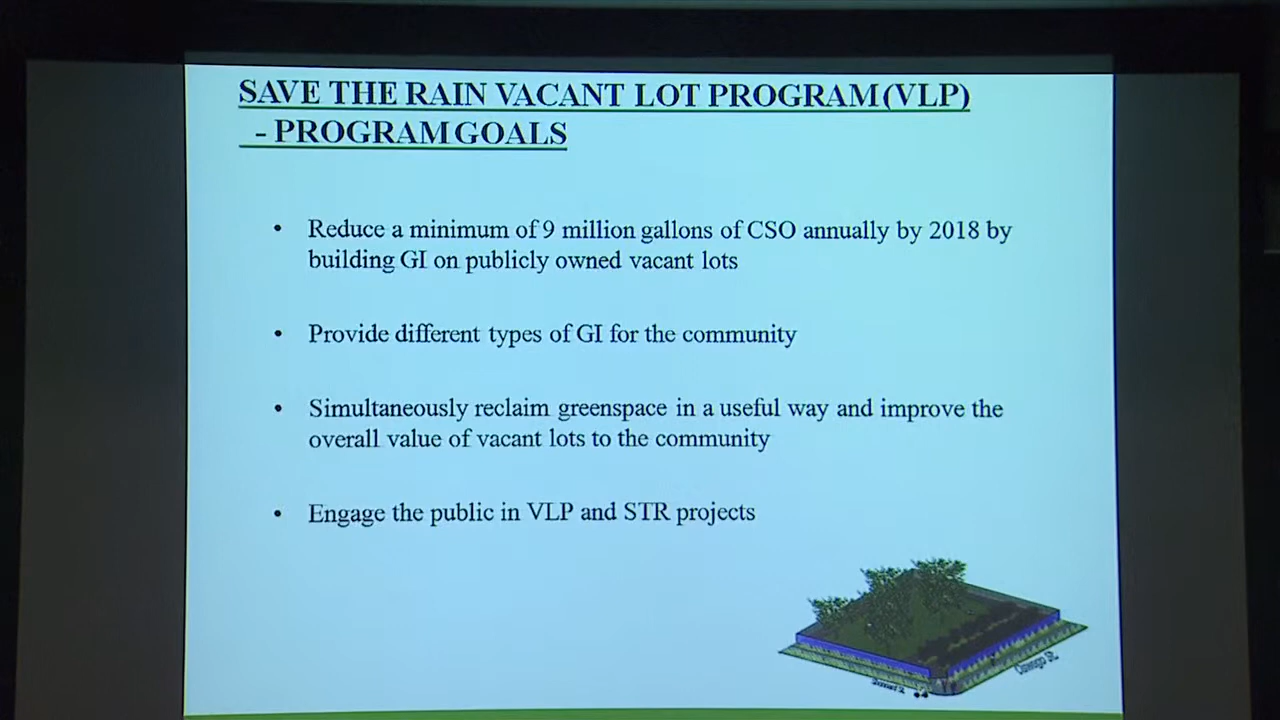 SAVE THE RAIN VACANT LOT PROGRAM (VLP)
- PROGRAM GOALS
• Reduce a minimum of 9 million gallons of CSO annually by 2018 by
building GI on publicly owned vacant lots
• Provide different types of GI for the community
• Simultaneously reclaim greenspace in a useful way and improve the
overall value of vacant lots to the community
• Engage the public in VLP and STR projects
Oswego St.